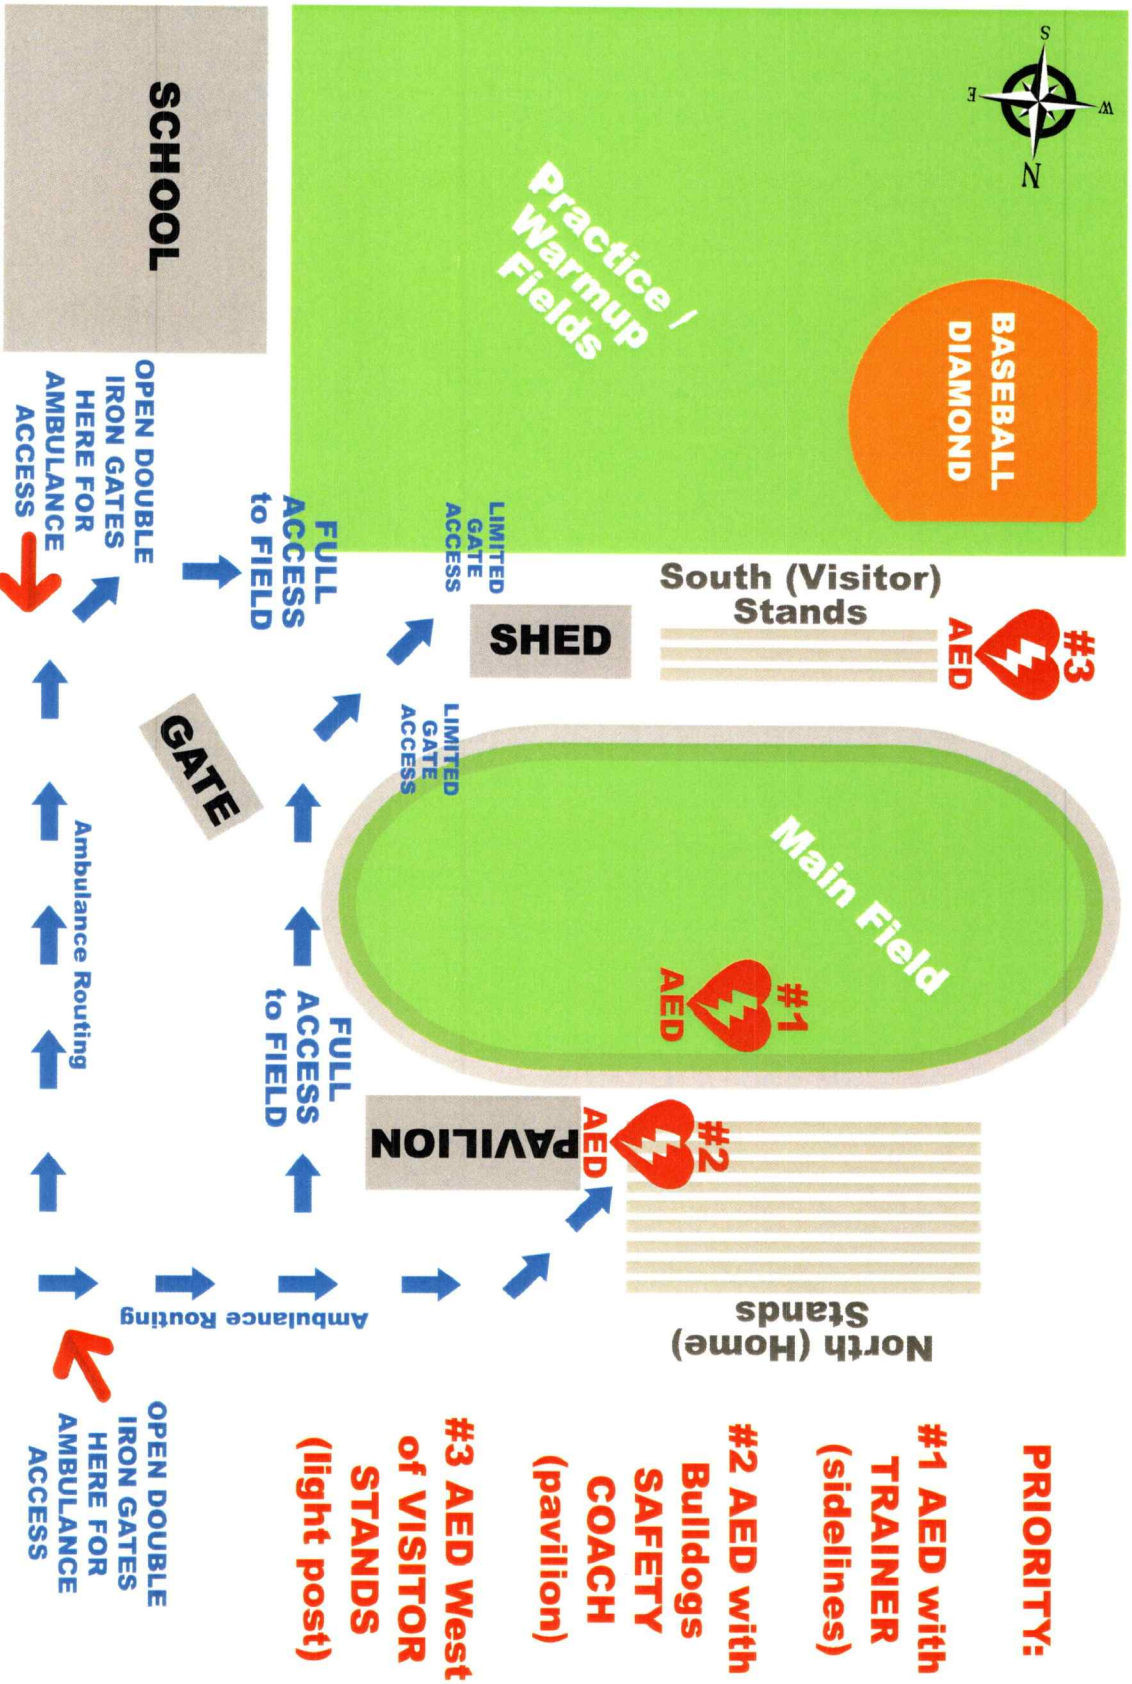 SCHOOL
Practice /
Warmup
Fields
S
W
E
N
BASEBALL
DIAMOND
OPEN DOUBLE
IRON GATES
HERE FOR
AMBULANCE
ACCESS
FULL
ACCESS
to FIELD
LIMITED
GATE
ACCESS
SHED
South (Visitor)
Stands
#3
AED
GATE
LIMITED
GATE
ACCESS
Main Field
#1
AED
Ambulance Routing
FULL
ACCESS
to FIELD
PAVILION
#2
AED
Ambulance Routing
North (Home)
Stands
OPEN DOUBLE
IRON GATES
HERE FOR
AMBULANCE
ACCESS
PRIORITY:
#1 AED with
TRAINER
(sidelines)
#2 AED with
Bulldogs
SAFETY
COACH
(pavilion)
#3 AED West
of VISITOR
STANDS
(light post)